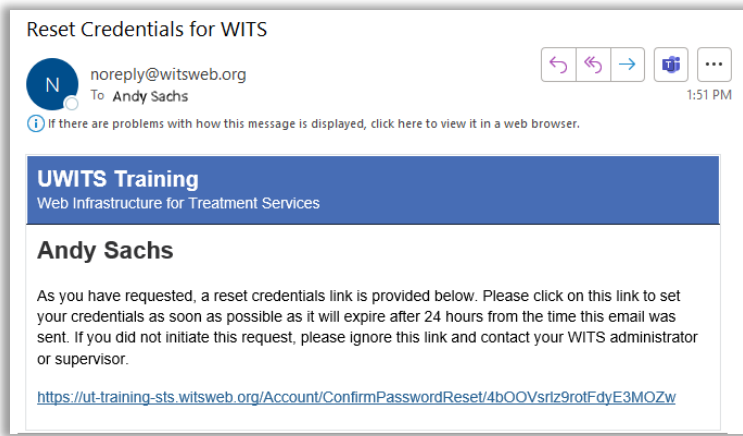 Reset Credentials for WITS
N
noreply@witsweb.org
To Andy Sachs
1:51 PM
If there are problems with how this message is displayed, click here to view it in a web browser.
UWITS Training
Web Infrastructure for Treatment Services
Andy Sachs
As you have requested, a reset credentials link is provided below. Please click on this link to set
your credentials as soon as possible as it will expire after 24 hours from the time this email was
sent. If you did not initiate this request, please ignore this link and contact your WITS administrator
or supervisor.
https://ut-training-sts.witsweb.org/Account/ConfirmPasswordReset/4bOOVsrIz9rotFdyE3MOZw